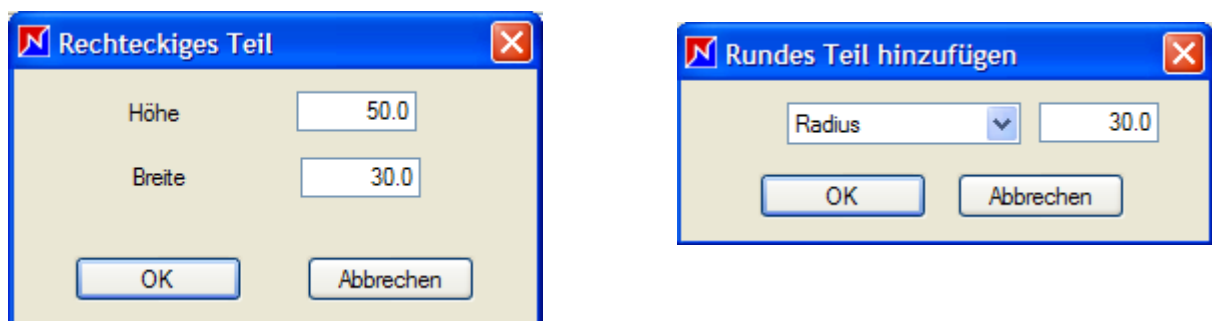 Rechteckiges Teil
Höhe 50.0
Breite 30.0
OK Abbrechen
Rundes Teil hinzufügen
Radius 30.0
OK Abbrechen